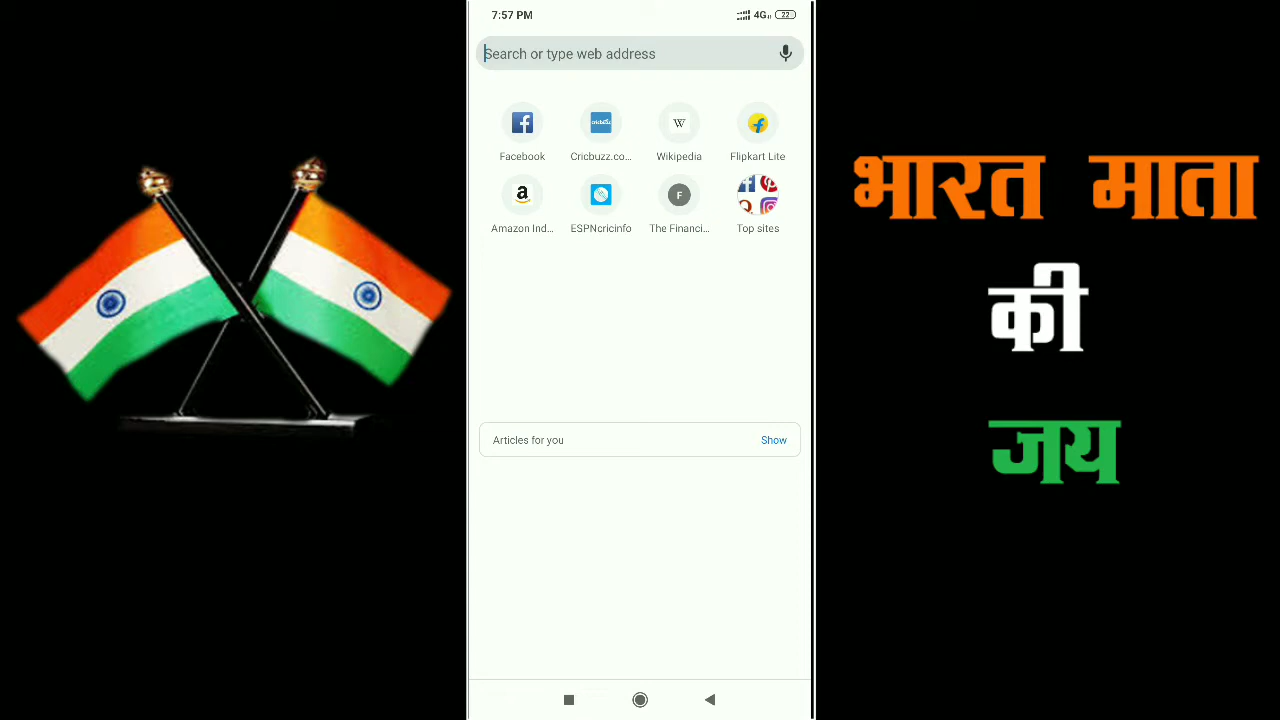 7:57 PM
4G
22
Search or type web address
Facebook
Cricbuzz.co...
Wikipedia
Flipkart Lite
Amazon Ind...
ESPNcricinfo
The Financi...
Top sites
Articles for you
Show
भारत माता
की
जय